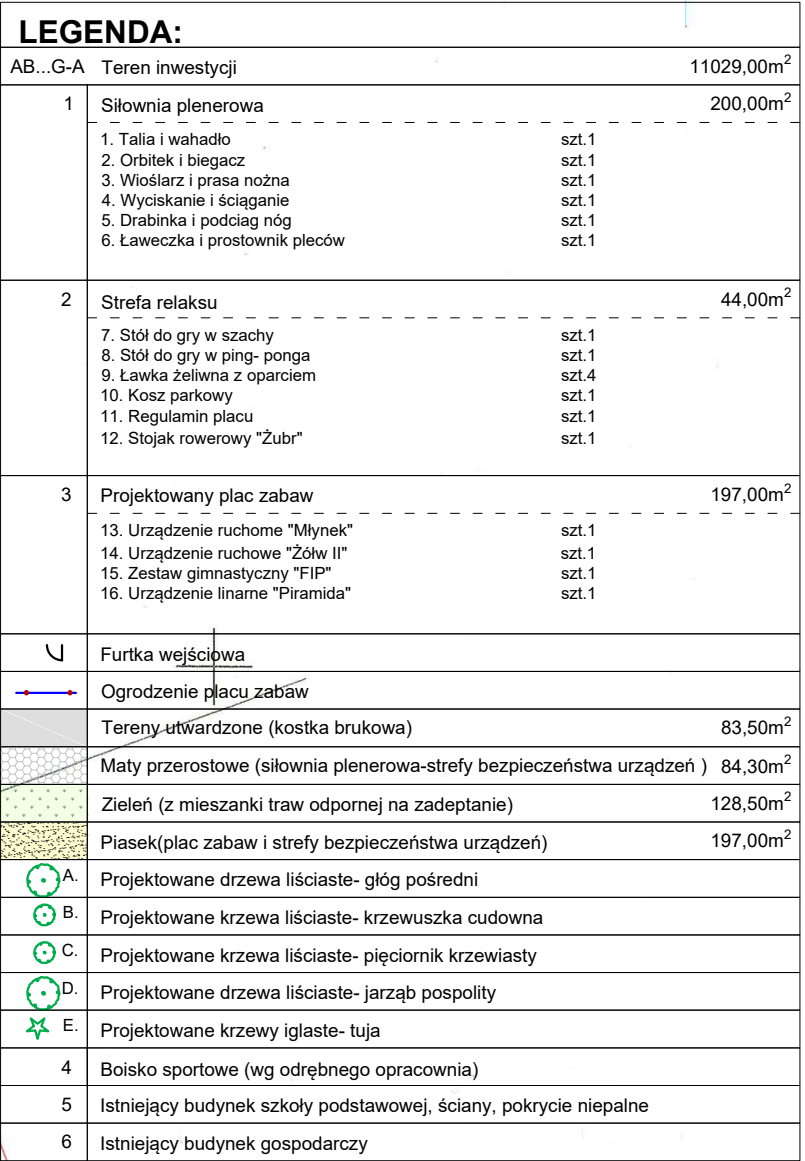 LEGENDA:
AB...G-A Teren inwestycji 11029,00m²
1 Siłownia plenerowa 200,00m²
1. Talia i wahadło szt.1
2. Orbitek i biegacz szt.1
3. Wioślarz i prasa nożna szt.1
4. Wyciskanie i ściąganie szt.1
5. Drabinka i podciag nóg szt.1
6. Ławeczka i prostownik pleców szt.1
2 Strefa relaksu 44,00m²
7. Stół do gry w szachy szt.1
8. Stół do gry w ping- ponga szt.1
9. Ławka żeliwna z oparciem szt.4
10. Kosz parkowy szt.1
11. Regulamin placu szt.1
12. Stojak rowerowy "Żubr" szt.1
3 Projektowany plac zabaw 197,00m²
13. Urządzenie ruchome "Młynek" szt.1
14. Urządzenie ruchowe "Żółw II" szt.1
15. Zestaw gimnastyczny "FIP" szt.1
16. Urządzenie linarne "Piramida" szt.1
Furtka wejściowa
Ogrodzenie placu zabaw
Tereny utwardzone (kostka brukowa) 83,50m²
Maty przerostowe (siłownia plenerowa-strefy bezpieczeństwa urządzeń ) 84,30m²
Zieleń (z mieszanki traw odpornej na zadeptanie) 128,50m²
Piasek(plac zabaw i strefy bezpieczeństwa urządzeń) 197,00m²
A. Projektowane drzewa liściaste- głóg pośredni
B. Projektowane krzewa liściaste- krzewuszka cudowna
C. Projektowane krzewa liściaste- pięciornik krzewiasty
D. Projektowane drzewa liściaste- jarząb pospolity
E. Projektowane krzewy iglaste- tuja
4 Boisko sportowe (wg odrębnego opracownia)
5 Istniejący budynek szkoły podstawowej, ściany, pokrycie niepalne
6 Istniejący budynek gospodarczy